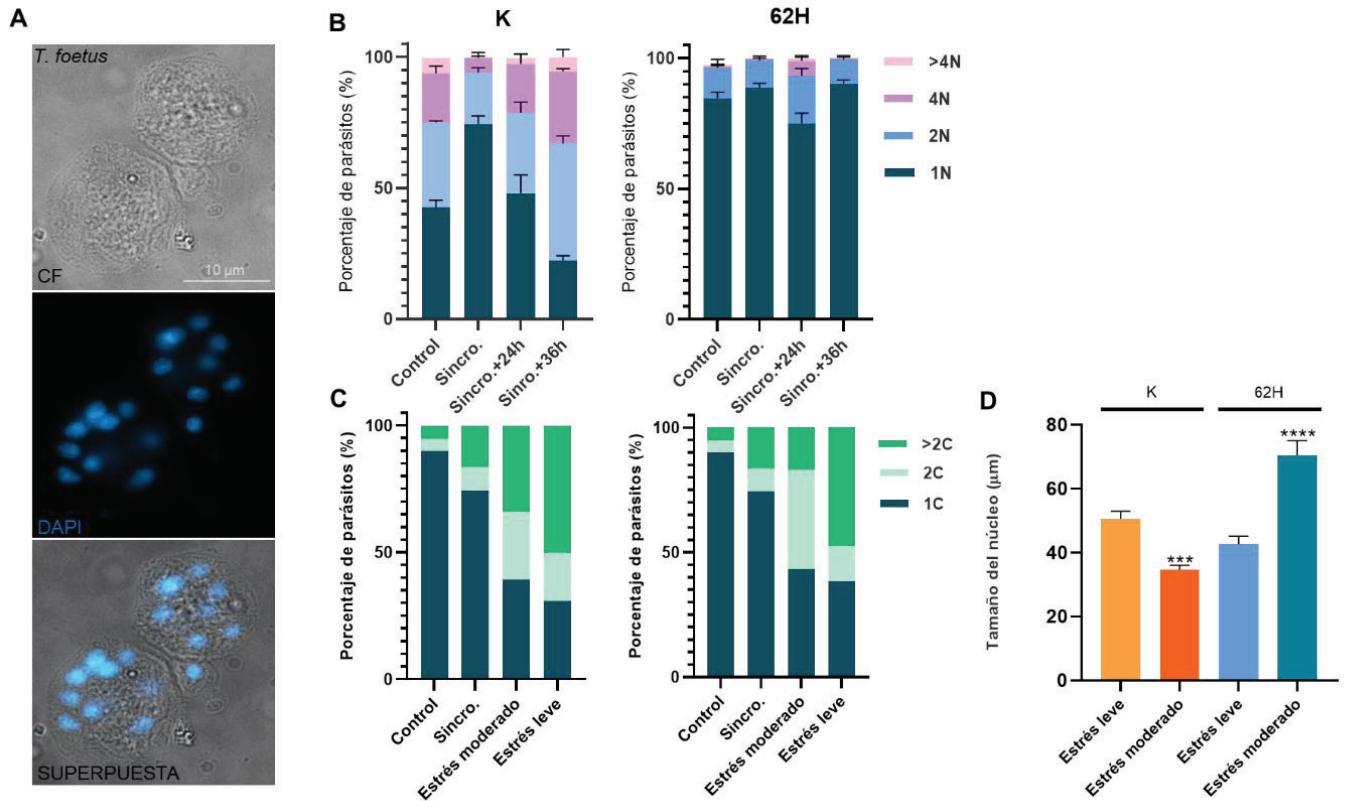 A
T. foetus
CF
10 µm
DAPI
SUPERPUESTA
B
K
62H
Porcentaje de parásitos (%)
100
50
0
Control
Sincro.
Sincro.+24h
Sinro.+36h
Porcentaje de parásitos (%)
100
50
0
Control
Sincro.
Sincro.+24h
Sinro.+36h
>4N
4N
2N
1N
C
Porcentaje de parásitos (%)
100
50
0
Control
Sincro.
Estrés moderado
Estrés leve
Porcentaje de parásitos (%)
100
50
0
Control
Sincro.
Estrés moderado
Estrés leve
>2C
2C
1C
D
K
62H
Tamaño del núcleo (µm)
80
60
40
20
0
***
****
Estrés leve
Estrés moderado
Estrés leve
Estrés moderado